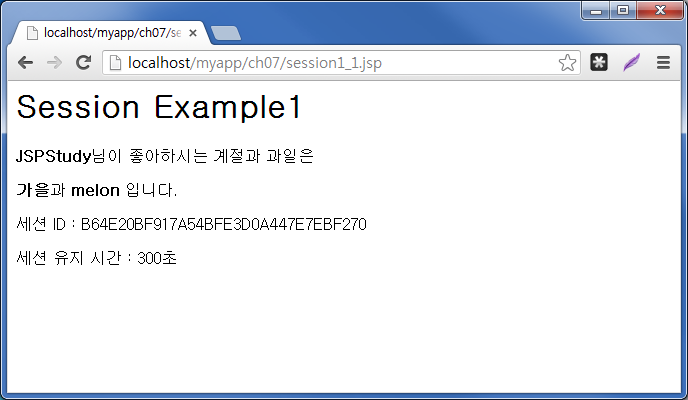 localhost/myapp/ch07/se
localhost/myapp/ch07/session1_1.jsp
Session Example1
JSPStudy님이 좋아하시는 계절과 과일은
가을과 melon 입니다.
세션 ID : B64E20BF917A54BFE3D0A447E7EBF270
세션 유지 시간 : 300초